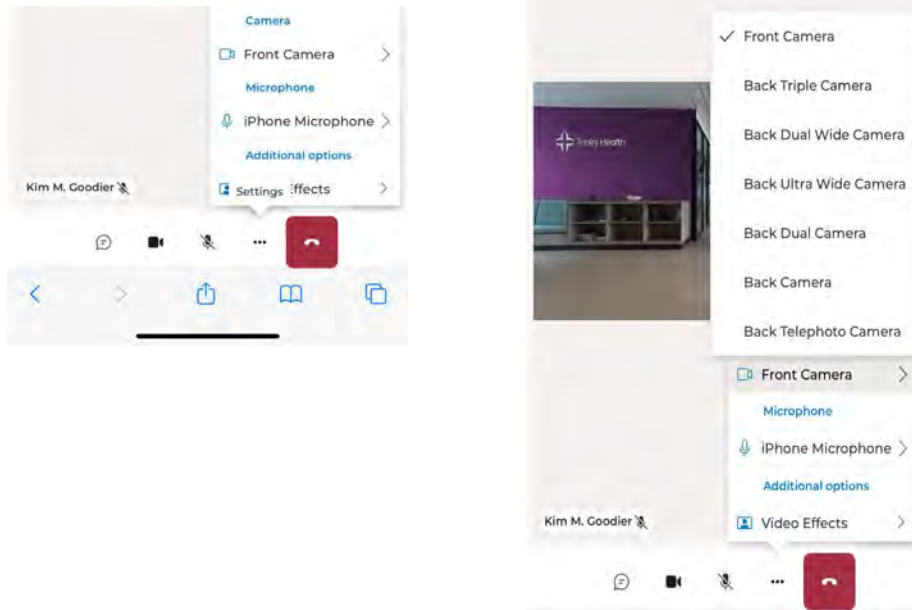 Camera
Front Camera
Microphone
iPhone Microphone
Additional options
Settings ffects
Kim M. Goodier
Front Camera
Back Triple Camera
Back Dual Wide Camera
Back Ultra Wide Camera
Back Dual Camera
Back Camera
Back Telephoto Camera
Trinity Health
Front Camera
Microphone
iPhone Microphone
Additional options
Video Effects
Kim M. Goodier